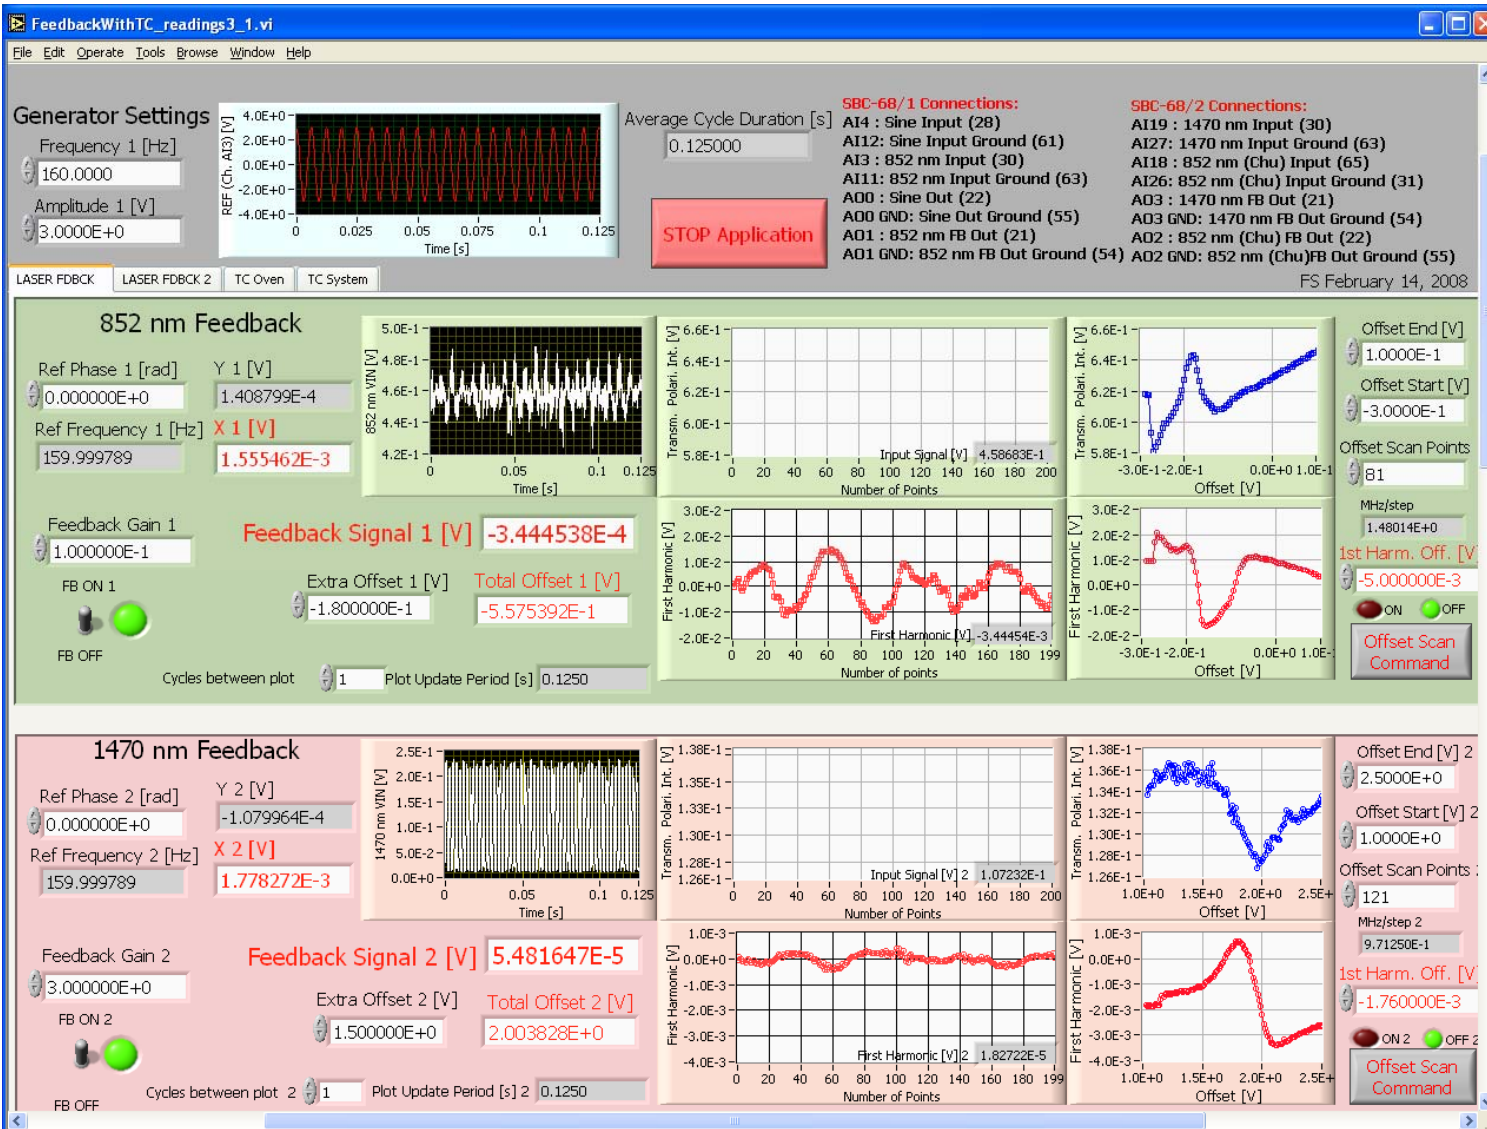 FeedbackWithTC_readings3_1.vi
File Edit Operate Tools Browse Window Help
Generator Settings
Frequency 1 [Hz]
160.0000
Amplitude 1 [V]
3.0000E+0
REF (Ch. AI3) [V]
4.0E+0
2.0E+0
0.0E+0
-2.0E+0
-4.0E+0
0 0.025 0.05 0.075 0.1 0.125
Time [s]
Average Cycle Duration [s]
0.125000
STOP Application
SBC-68/1 Connections:
AI4 : Sine Input (28)
AI12: Sine Input Ground (61)
AI3 : 852 nm Input (30)
AI11: 852 nm Input Ground (63)
AO0 : Sine Out (22)
AO0 GND: Sine Out Ground (55)
AO1 : 852 nm FB Out (21)
AO1 GND: 852 nm FB Out Ground (54)
SBC-68/2 Connections:
AI19 : 1470 nm Input (30)
AI27: 1470 nm Input Ground (63)
AI18 : 852 nm (Chu) Input (65)
AI26: 852 nm (Chu) Input Ground (31)
AO3 : 1470 nm FB Out (21)
AO3 GND: 1470 nm FB Out Ground (54)
AO2 : 852 nm (Chu) FB Out (22)
AO2 GND: 852 nm (Chu)FB Out Ground (55)
LASER FDBCK LASER FDBCK 2 TC Oven TC System
FS February 14, 2008
852 nm Feedback
Ref Phase 1 [rad]
0.000000E+0
Y 1 [V]
1.408799E-4
Ref Frequency 1 [Hz]
159.999789
X 1 [V]
1.555462E-3
852 nm VIN [V]
5.0E-1
4.8E-1
4.6E-1
4.4E-1
4.2E-1
0 0.05 0.1 0.125
Time [s]
Transm. Polari. Int. [V]
6.6E-1
6.4E-1
6.2E-1
6.0E-1
5.8E-1
Input Signal [V] 4.58683E-1
0 20 40 60 80 100 120 140 160 200
Number of Points
Transm. Polari. Int. [V]
6.6E-1
6.4E-1
6.2E-1
6.0E-1
5.8E-1
-3.0E-1 -2.0E-1 0.0E+0 1.0E-1
Offset [V]
Offset End [V]
1.0000E-1
Offset Start [V]
-3.0000E-1
Offset Scan Points
81
MHz/step
1.48014E+0
1st Harm. Off. [V]
-5.000000E-3
ON OFF
Offset Scan
Command
Feedback Gain 1
1.000000E-1
FB ON 1
FB OFF
Feedback Signal 1 [V] -3.444538E-4
Extra Offset 1 [V]
-1.800000E-1
Total Offset 1 [V]
-5.575392E-1
Cycles between plot 1 Plot Update Period [s] 0.1250
First Harmonic [V]
3.0E-2
2.0E-2
1.0E-2
0.0E+0
-1.0E-2
-2.0E-2
First Harmonic [V] -3.44454E-3
0 20 40 60 80 100 120 140 160 199
Number of points
First Harmonic [V]
3.0E-2
2.0E-2
1.0E-2
0.0E+0
-1.0E-2
-2.0E-2
-3.0E-1 -2.0E-1 0.0E+0 1.0E-
Offset [V]
1470 nm Feedback
Ref Phase 2 [rad]
0.000000E+0
Y 2 [V]
-1.079964E-4
Ref Frequency 2 [Hz]
159.999789
X 2 [V]
1.778272E-3
1470 nm VIN [V]
2.5E-1
2.0E-1
1.5E-1
1.0E-1
5.0E-2
0.0E+0
0 0.05 0.1 0.125
Time [s]
Transm. Polari. Int. [V]
1.38E-1
1.35E-1
1.33E-1
1.30E-1
1.28E-1
1.26E-1
Input Signal [V] 2 1.07232E-1
0 20 40 60 80 100 120 140 160 200
Number of Points
Transm. Polari. Int. [V]
1.38E-1
1.36E-1
1.34E-1
1.32E-1
1.30E-1
1.28E-1
1.26E-1
1.0E+0 1.5E+0 2.0E+0 2.5E+
Offset [V]
Offset End [V] 2
2.5000E+0
Offset Start [V] 2
1.0000E+0
Offset Scan Points
121
MHz/step 2
9.71250E-1
1st Harm. Off. [V]
-1.760000E-3
ON 2 OFF 2
Offset Scan
Command
Feedback Gain 2
3.000000E+0
FB ON 2
FB OFF
Feedback Signal 2 [V] 5.481647E-5
Extra Offset 2 [V]
1.500000E+0
Total Offset 2 [V]
2.003828E+0
Cycles between plot 2 1 Plot Update Period [s] 2 0.1250
First Harmonic [V]
1.0E-3
0.0E+0
-1.0E-3
-2.0E-3
-3.0E-3
-4.0E-3
First Harmonic [V] 2 1.82722E-5
0 20 40 60 80 100 120 140 160 199
Number of Points
First Harmonic [V]
1.0E-3
0.0E+0
-1.0E-3
-2.0E-3
-3.0E-3
-4.0E-3
1.0E+0 1.5E+0 2.0E+0 2.5E+
Offset [V]